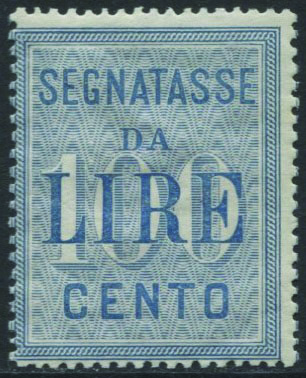 SEGNATASSE
DA
100
LIRE
CENTO